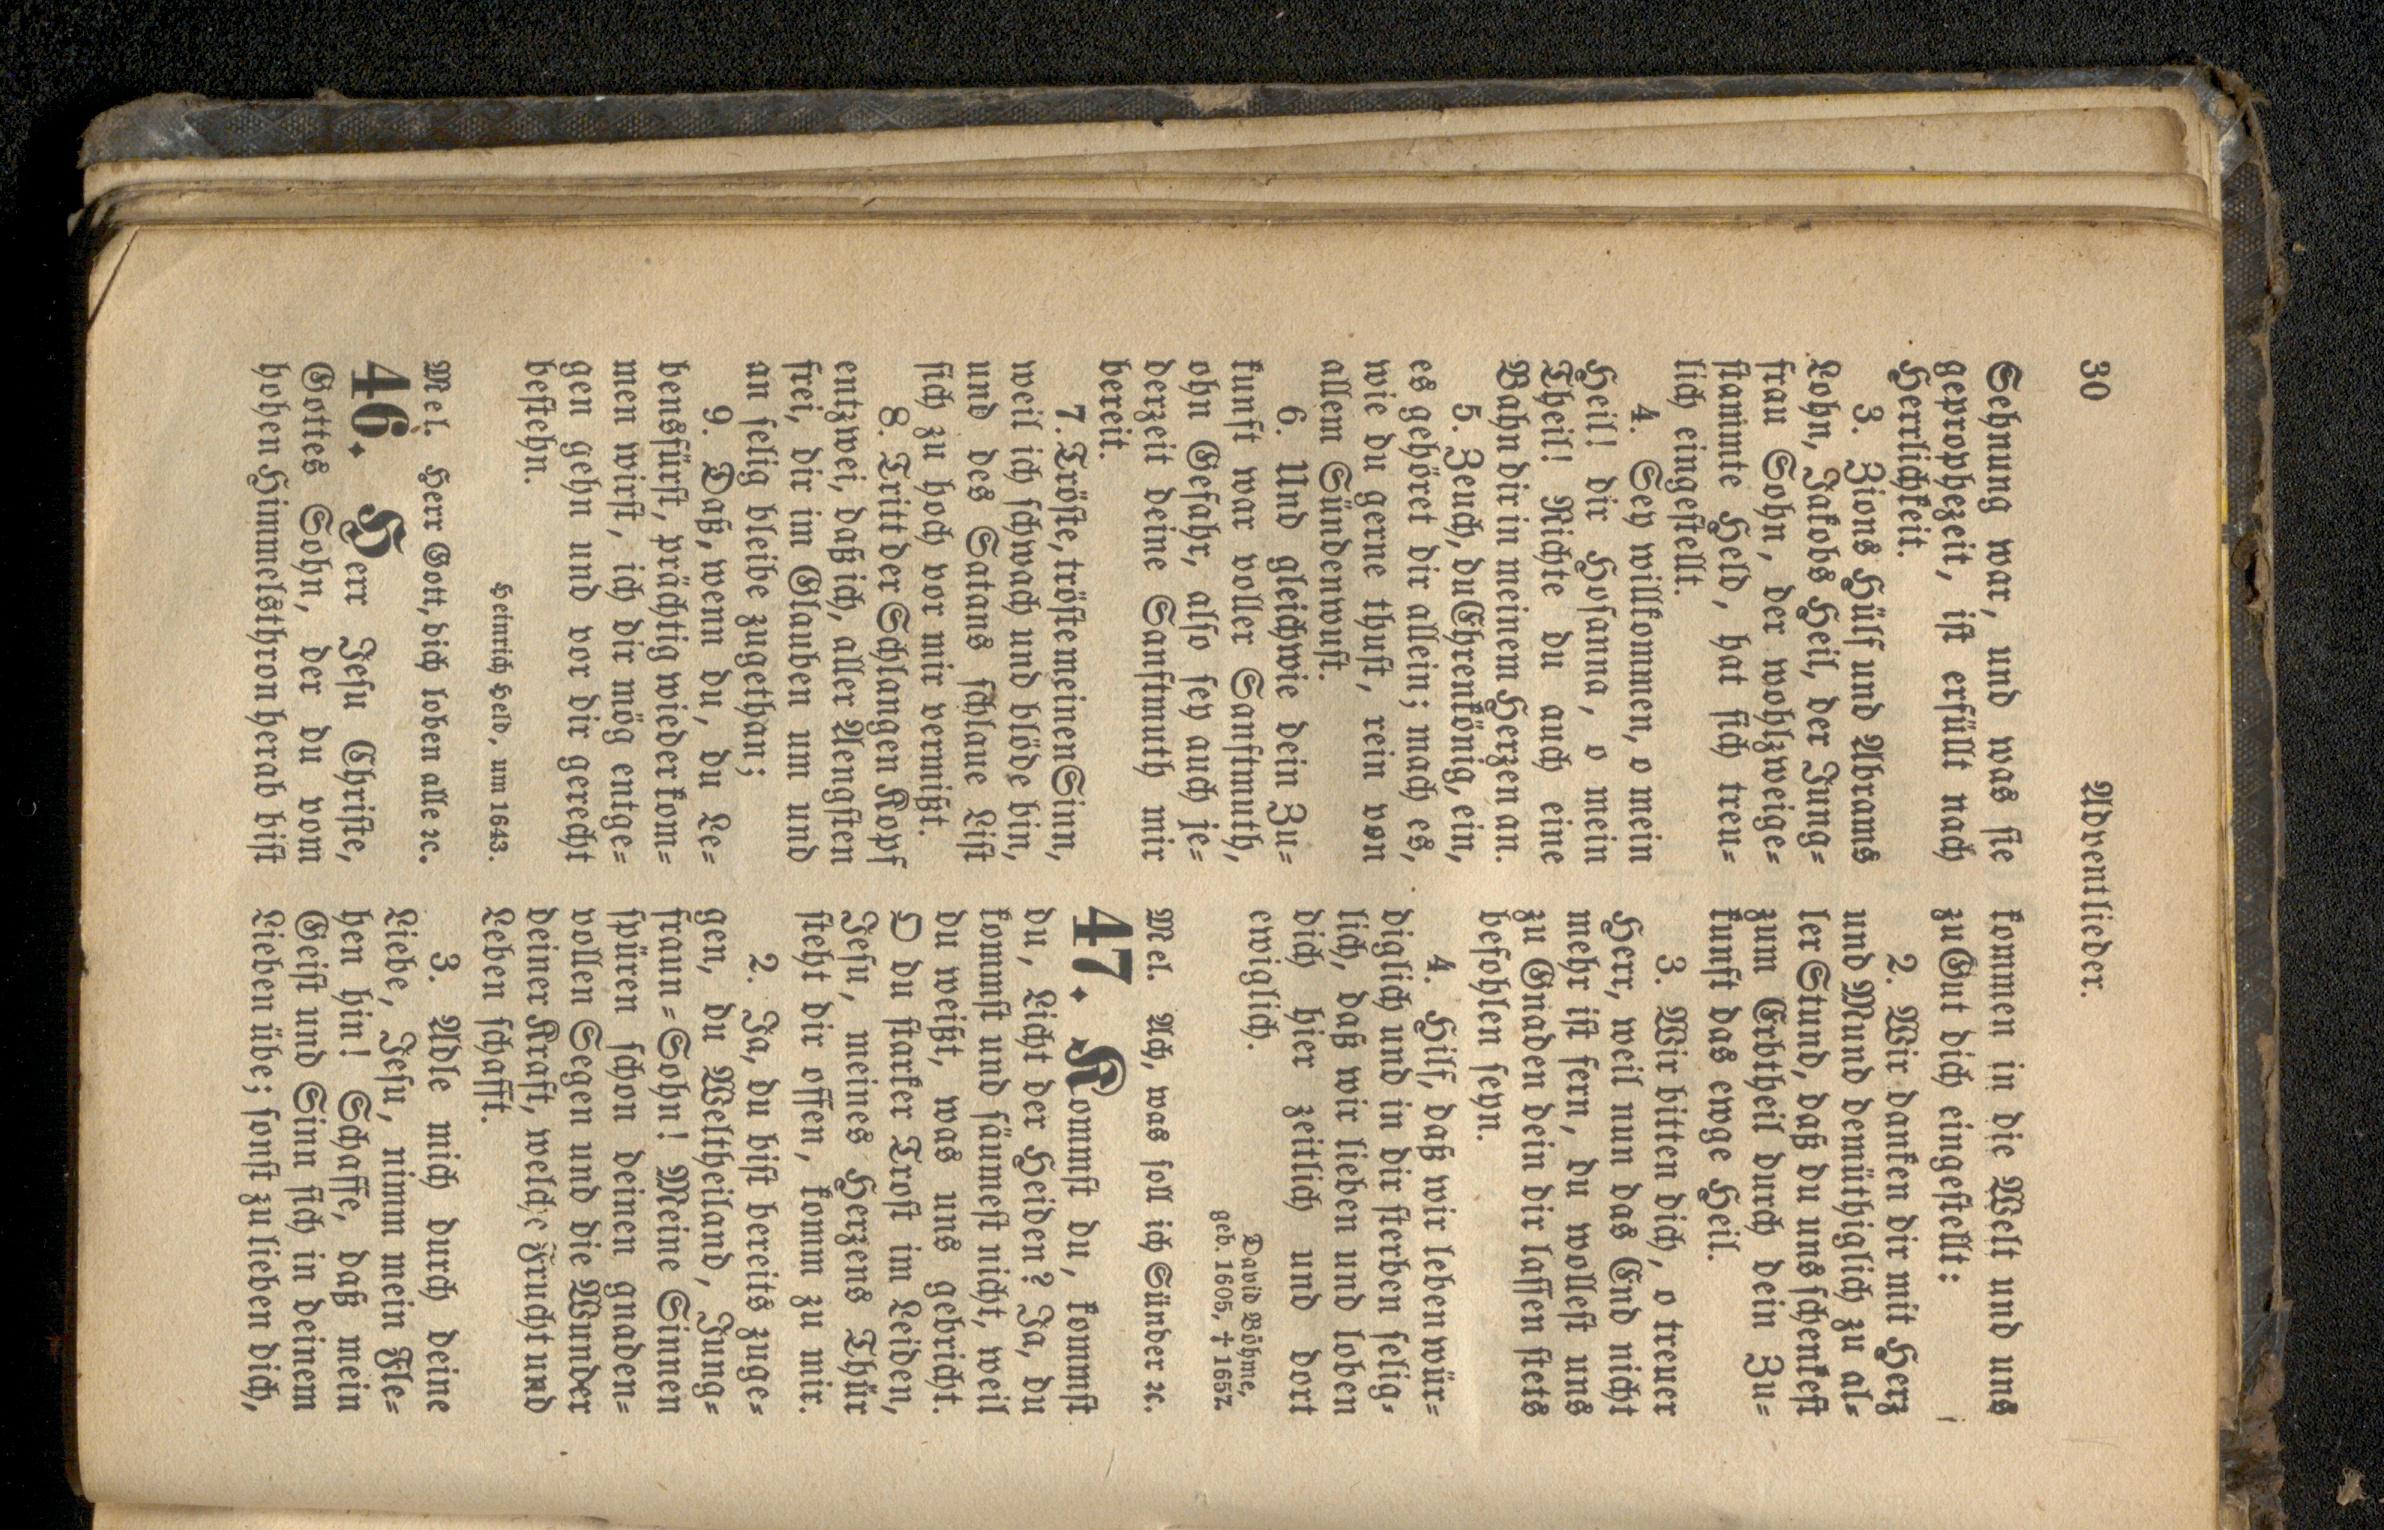 30
Adventlieder.
Sehnung war, und was sie
geprophezeit, ist erfüllt nach
Herrlichkeit.
3. Zions Hülf und Abrams
Lohn, Jakobs Heil, der Jung-
frau Sohn, der wohlzweige-
stammte Held, hat sich treu-
lich eingestellt.
4. Sey willkommen, o mein
Heil! dir Hosanna, o mein
Theil! Richte du auch eine
Bahn dir in meinem Herzen an.
5. Zeuch, du Ehrenkönig, ein,
es gehöret dir allein; mach es,
wie du gerne thust, rein von
allem Sündenwust.
6. Und gleichwie dein Zu-
kunft war voller Sanftmuth,
ohn Gefahr, also sey auch je-
derzeit deine Sanftmuth mir
bereit.
7. Tröste, tröste meinen Sinn,
weil ich schwach und blöde bin,
und des Satans schlaue List
sich zu hoch vor mir vermißt.
8. Tritt der Schlangen Kopf
entzwei, daß ich, aller Aengsten
frei, dir im Glauben um und
an selig bleibe zugethan;
9. Daß, wenn du, du Le-
bensfürst, prächtig wieder kom-
men wirst, ich dir mög entge-
gen gehn und vor dir gerecht
bestehn.
Heinrich Held, um 1643.
Mel. Herr Gott, dich loben alle ꝛc.
46. Herr Jesu Christe,
Gottes Sohn, der du vom
hohen Himmelsthron herab bist
kommen in die Welt und uns
zu Gut dich eingestellt:
2. Wir danken dir mit Herz
und Mund demüthiglich zu al-
ler Stund, daß du uns schenkest
zum Erbtheil durch dein Zu-
kunft das ewge Heil.
3. Wir bitten dich, o treuer
Herr, weil nun das End nicht
mehr ist fern, du wollest uns
zu Gnaden dein dir lassen stets
befohlen seyn.
4. Hilf, daß wir leben wür-
diglich und in dir sterben selig-
lich, daß wir lieben und loben
dich hier zeitlich und dort
ewiglich.
David Böhme,
geb. 1605, † 1657
Mel. Ach, was soll ich Sünder ꝛc.
47. Kommst du, kommst
du, Licht der Heiden? Ja, du
kommst und säumest nicht, weil
du weißt, was uns gebricht.
O du starker Trost im Leiden,
Jesu, meines Herzens Thür
steht dir offen, komm zu mir.
2. Ja, du bist bereits zuge-
gen, du Weltheiland, Jung-
fraun-Sohn! Meine Sinnen
spüren schon deinen gnaden-
vollen Segen und die Wunder
deiner Kraft, welche Frucht und
Leben schafft.
3. Adle mich durch deine
Liebe, Jesu, nimm mein Fle-
hen hin! Schaffe, daß mein
Geist und Sinn sich in deinem
Lieben übe; sonst zu lieben dich,